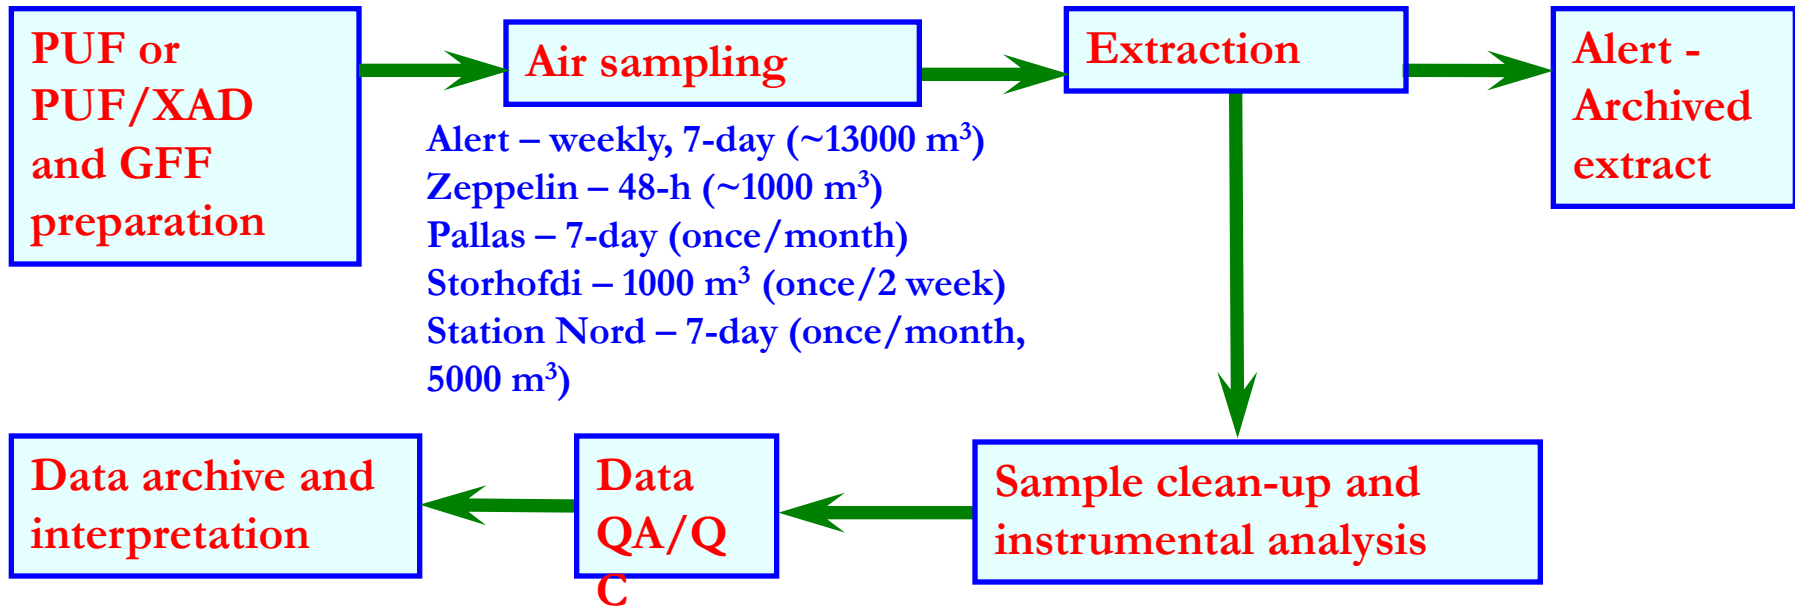 PUF or
PUF/XAD
and GFF
preparation
Air sampling
Extraction
Alert -
Archived
extract
Alert – weekly, 7-day (~13000 m³)
Zeppelin – 48-h (~1000 m³)
Pallas – 7-day (once/month)
Storhofdi – 1000 m³ (once/2 week)
Station Nord – 7-day (once/month,
5000 m³)
Data archive and
interpretation
Data
QA/Q
C
Sample clean-up and
instrumental analysis